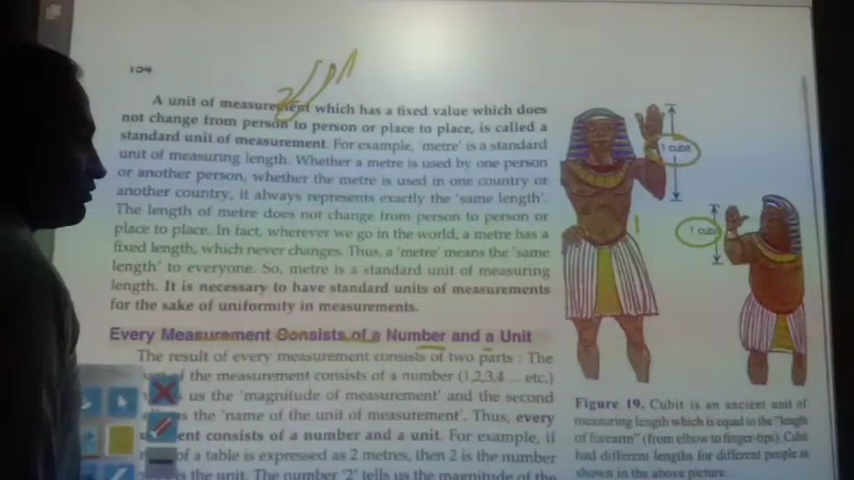 104
A unit of measurement which has a fixed value which does
not change from person to person or place to place, is called a
standard unit of measurement. For example, 'metre' is a standard
unit of measuring length. Whether a metre is used by one person
or another person, whether the metre is used in one country or
another country, it always represents exactly the 'same length'.
The length of metre does not change from person to person or
place to place. In fact, wherever we go in the world, a metre has a
fixed length, which never changes. Thus, a 'metre' means the 'same
length' to everyone. So, metre is a standard unit of measuring
length. It is necessary to have standard units of measurements
for the sake of uniformity in measurements.
Every Measurement Consists of a Number and a Unit
The result of every measurement consists of two parts : The
of the measurement consists of a number (1,2,3,4 ... etc.)
us the 'magnitude of measurement' and the second
the 'name of the unit of measurement'. Thus, every
consists of a number and a unit. For example, if
of a table is expressed as 2 metres, then 2 is the number
the unit. The number '2' tells us the magnitude of the
1 cubit
1 cubit
Figure 19. Cubit is an ancient unit of
measuring length which is equal to the "length
of forearm" (from elbow to finger-tips). Cubit
had different lengths for different people as
shown in the above picture.